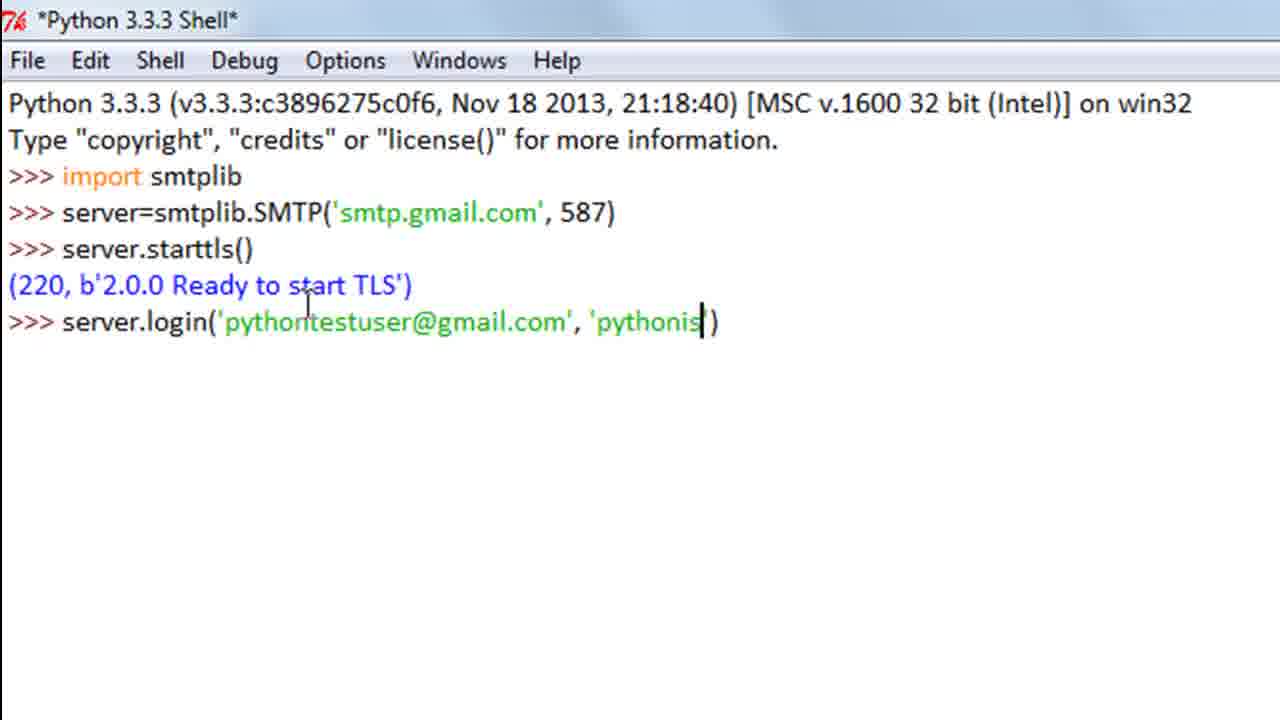 *Python 3.3.3 Shell*
File Edit Shell Debug Options Windows Help
Python 3.3.3 (v3.3.3:c3896275c0f6, Nov 18 2013, 21:18:40) [MSC v.1600 32 bit (Intel)] on win32
Type "copyright", "credits" or "license()" for more information.
>>> import smtplib
>>> server=smtplib.SMTP('smtp.gmail.com', 587)
>>> server.starttls()
(220, b'2.0.0 Ready to start TLS')
>>> server.login('pythontestuser@gmail.com', 'pythonis')